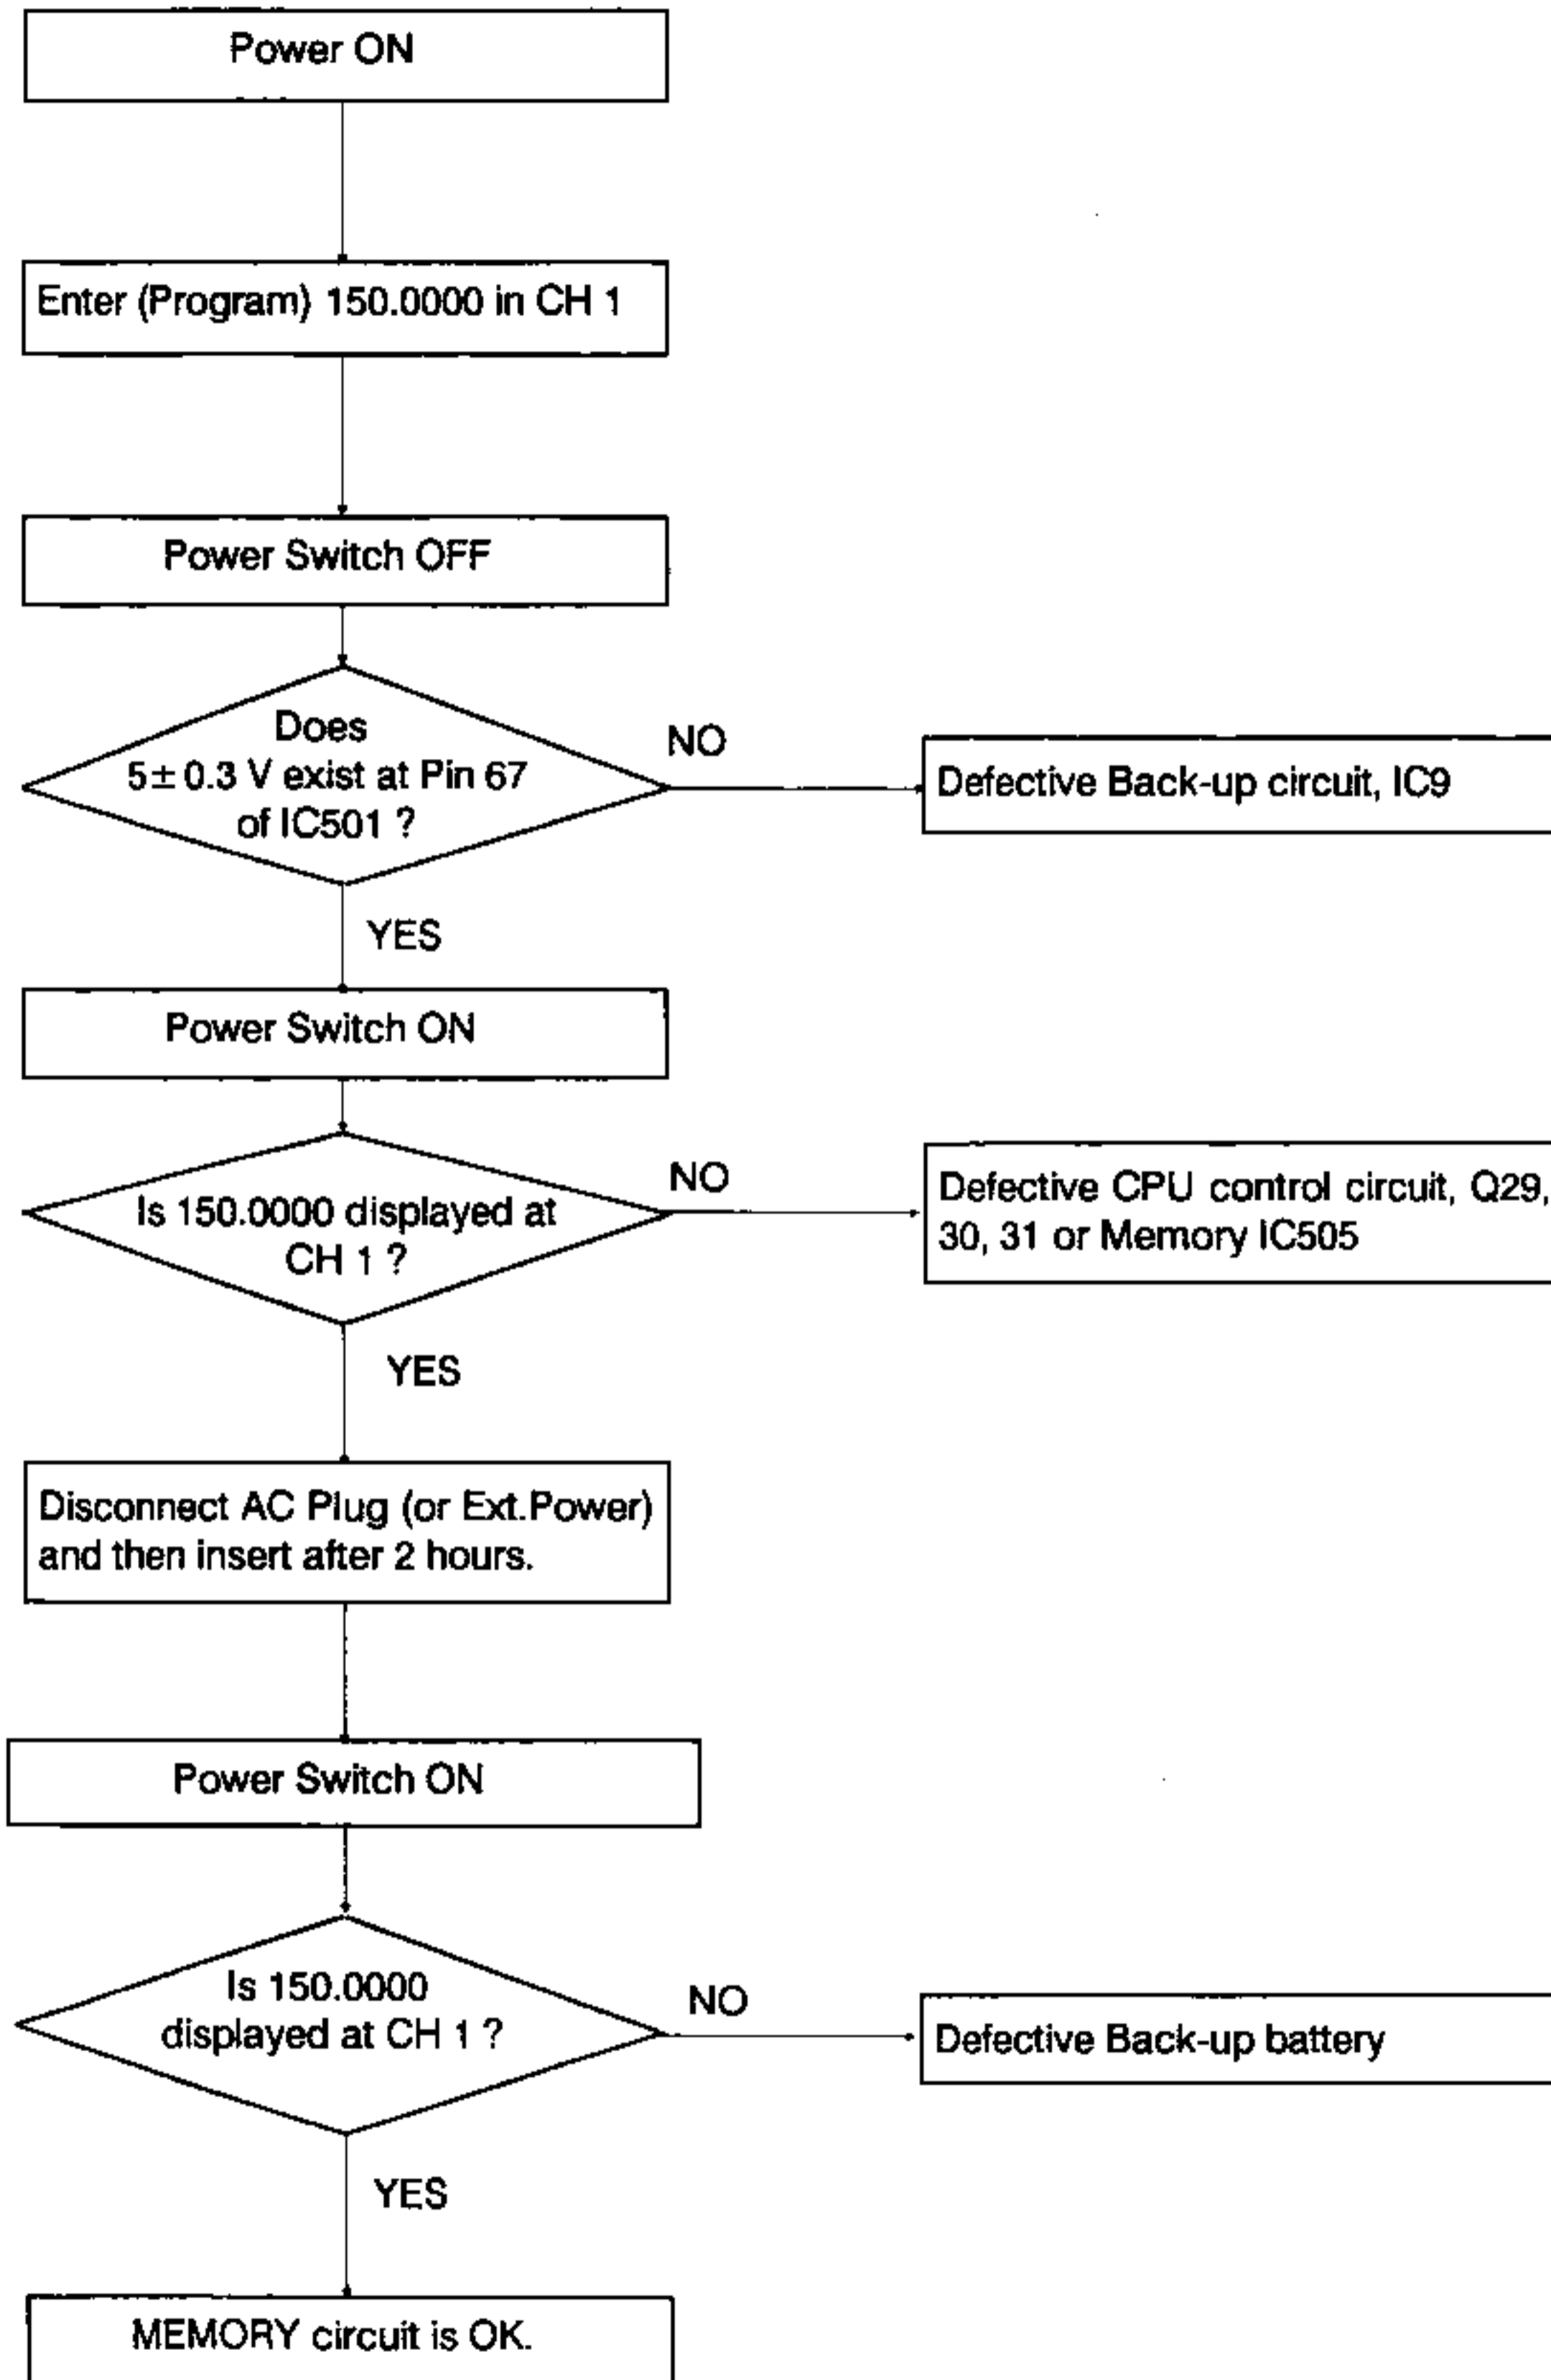 Power ON
Enter (Program) 150.0000 in CH 1
Power Switch OFF
Does
5± 0.3 V exist at Pin 67
of IC501 ?
NO
Defective Back-up circuit, IC9
YES
Power Switch ON
Is 150.0000 displayed at
CH 1 ?
NO
Defective CPU control circuit, Q29,
30, 31 or Memory IC505
YES
Disconnect AC Plug (or Ext.Power)
and then insert after 2 hours.
Power Switch ON
Is 150.0000
displayed at CH 1 ?
NO
Defective Back-up battery
YES
MEMORY circuit is OK.